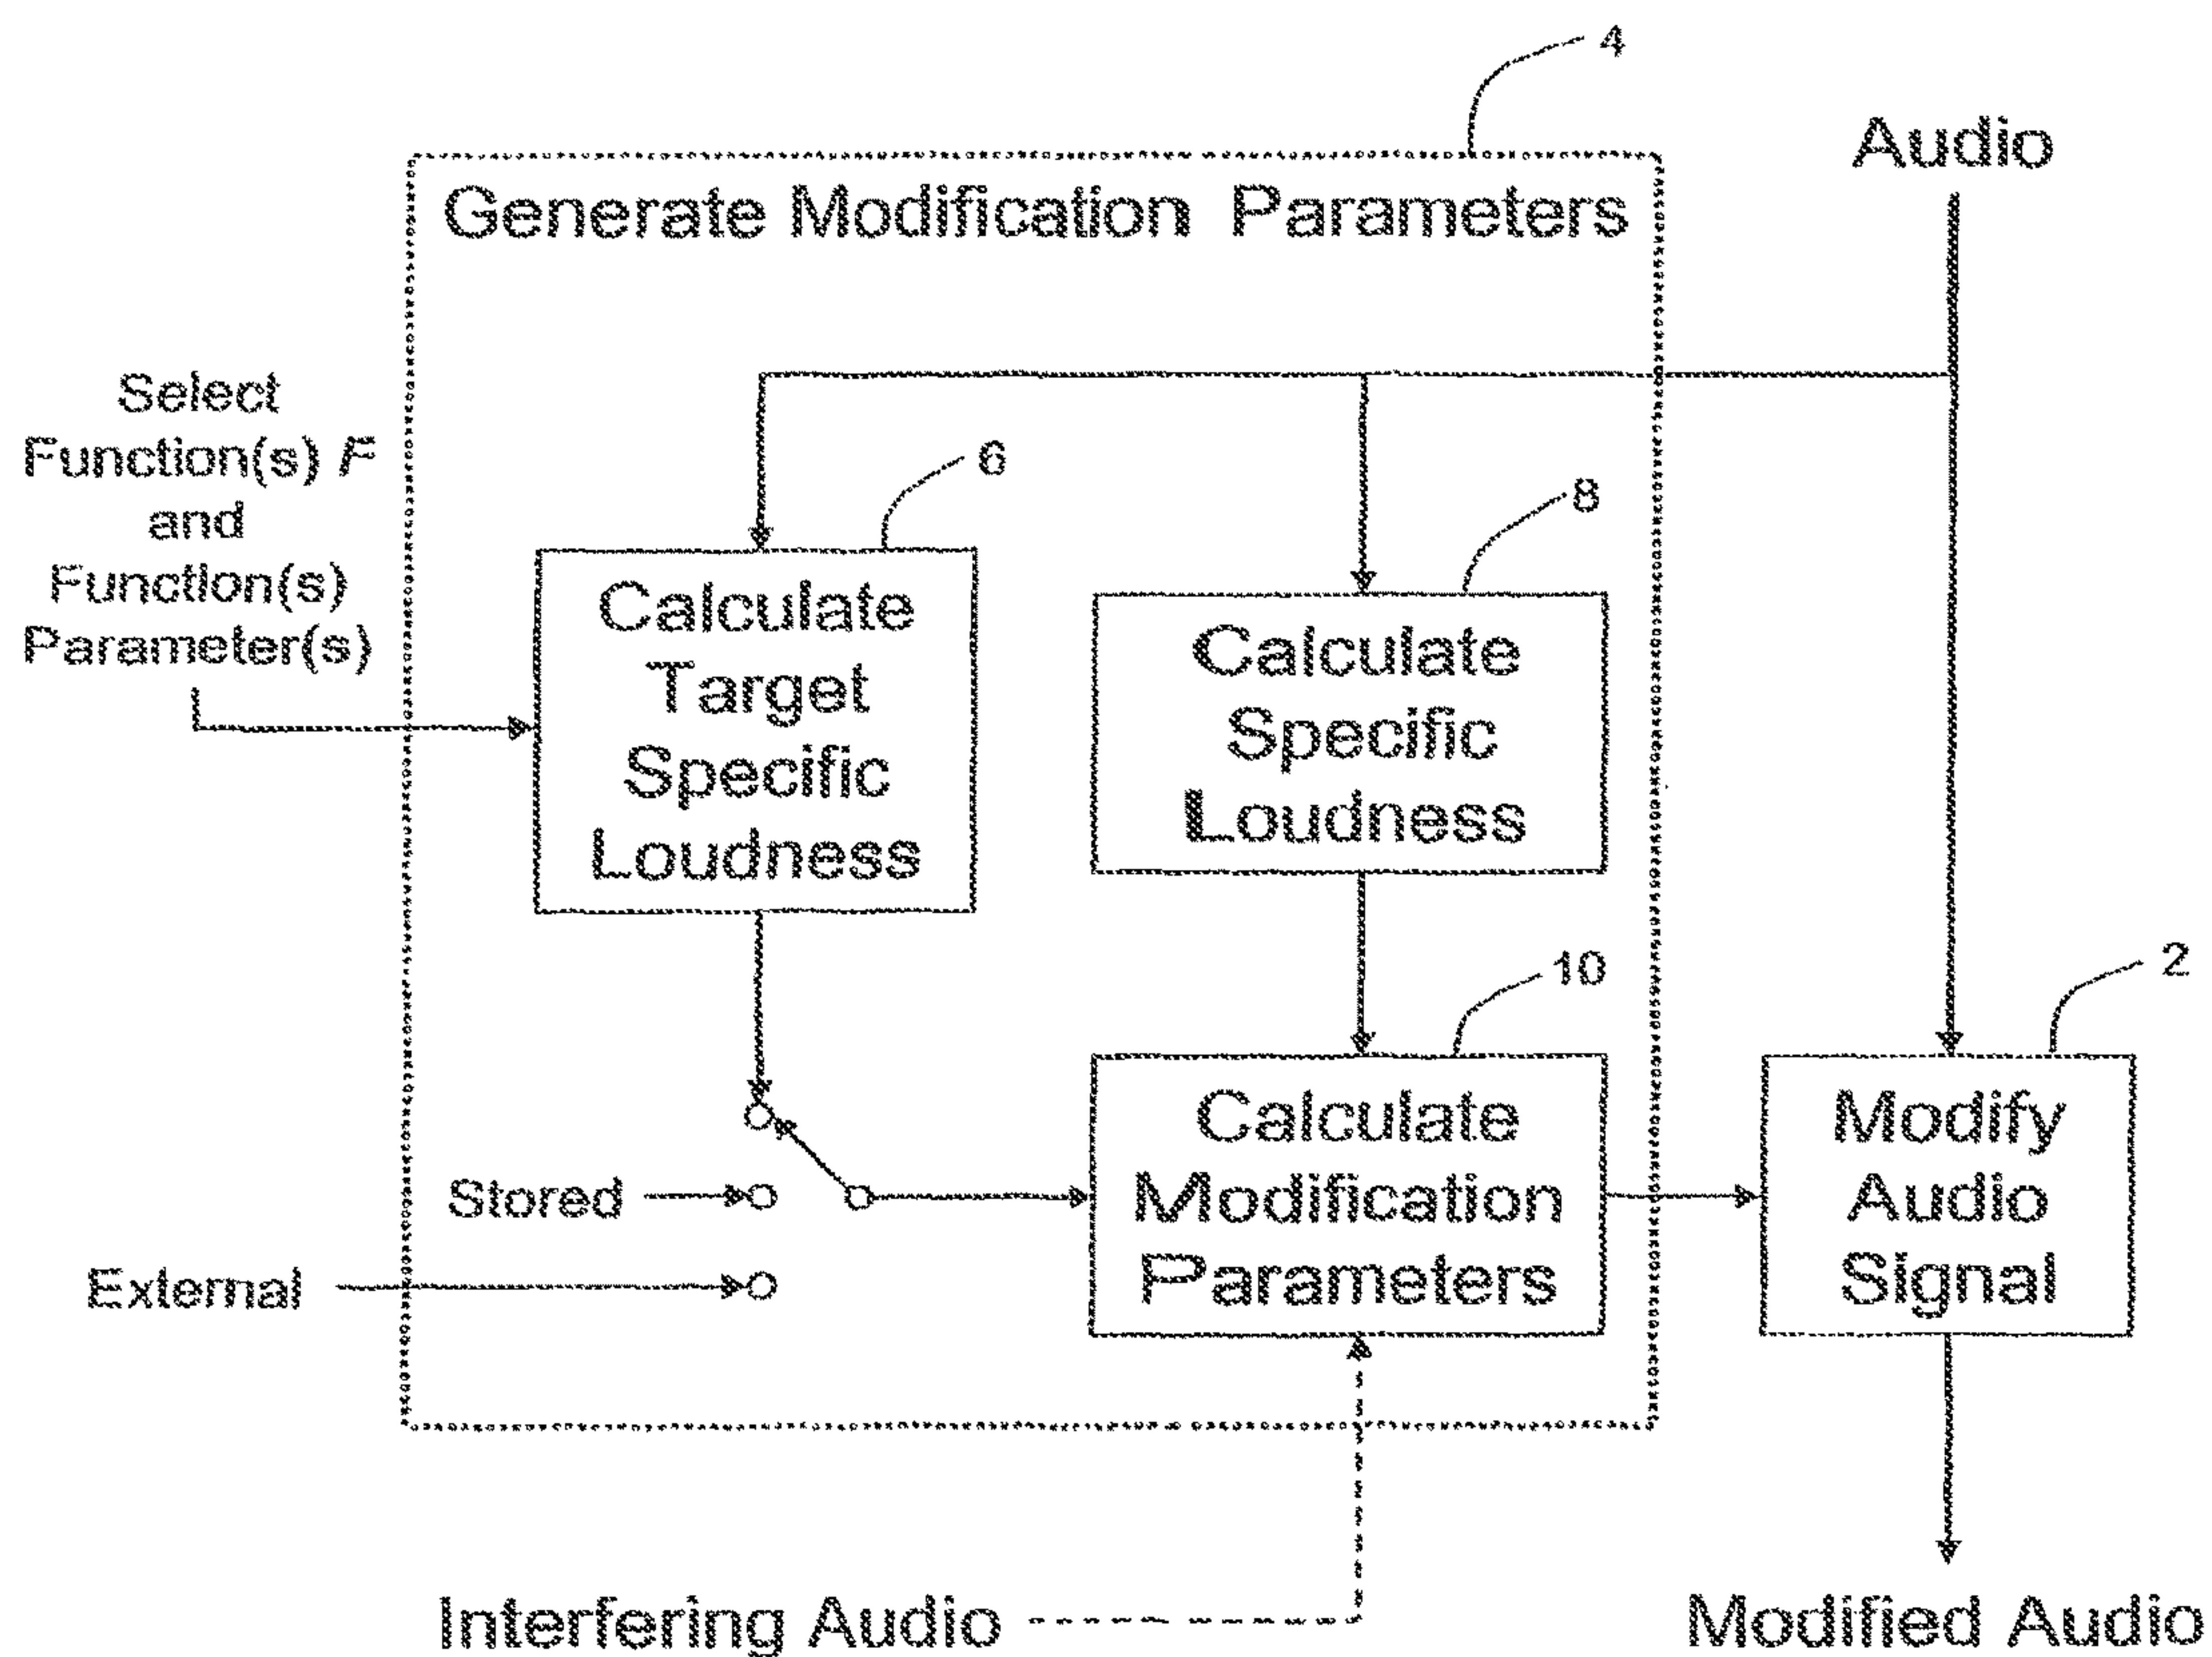 4
Audio
Generate Modification Parameters
Select
Function(s) F
and
Function(s)
Parameter(s)
6
8
Calculate
Target
Specific
Loudness
Calculate
Specific
Loudness
10
2
Calculate
Modification
Parameters
Modify
Audio
Signal
Stored
External
Interfering Audio
Modified Audio